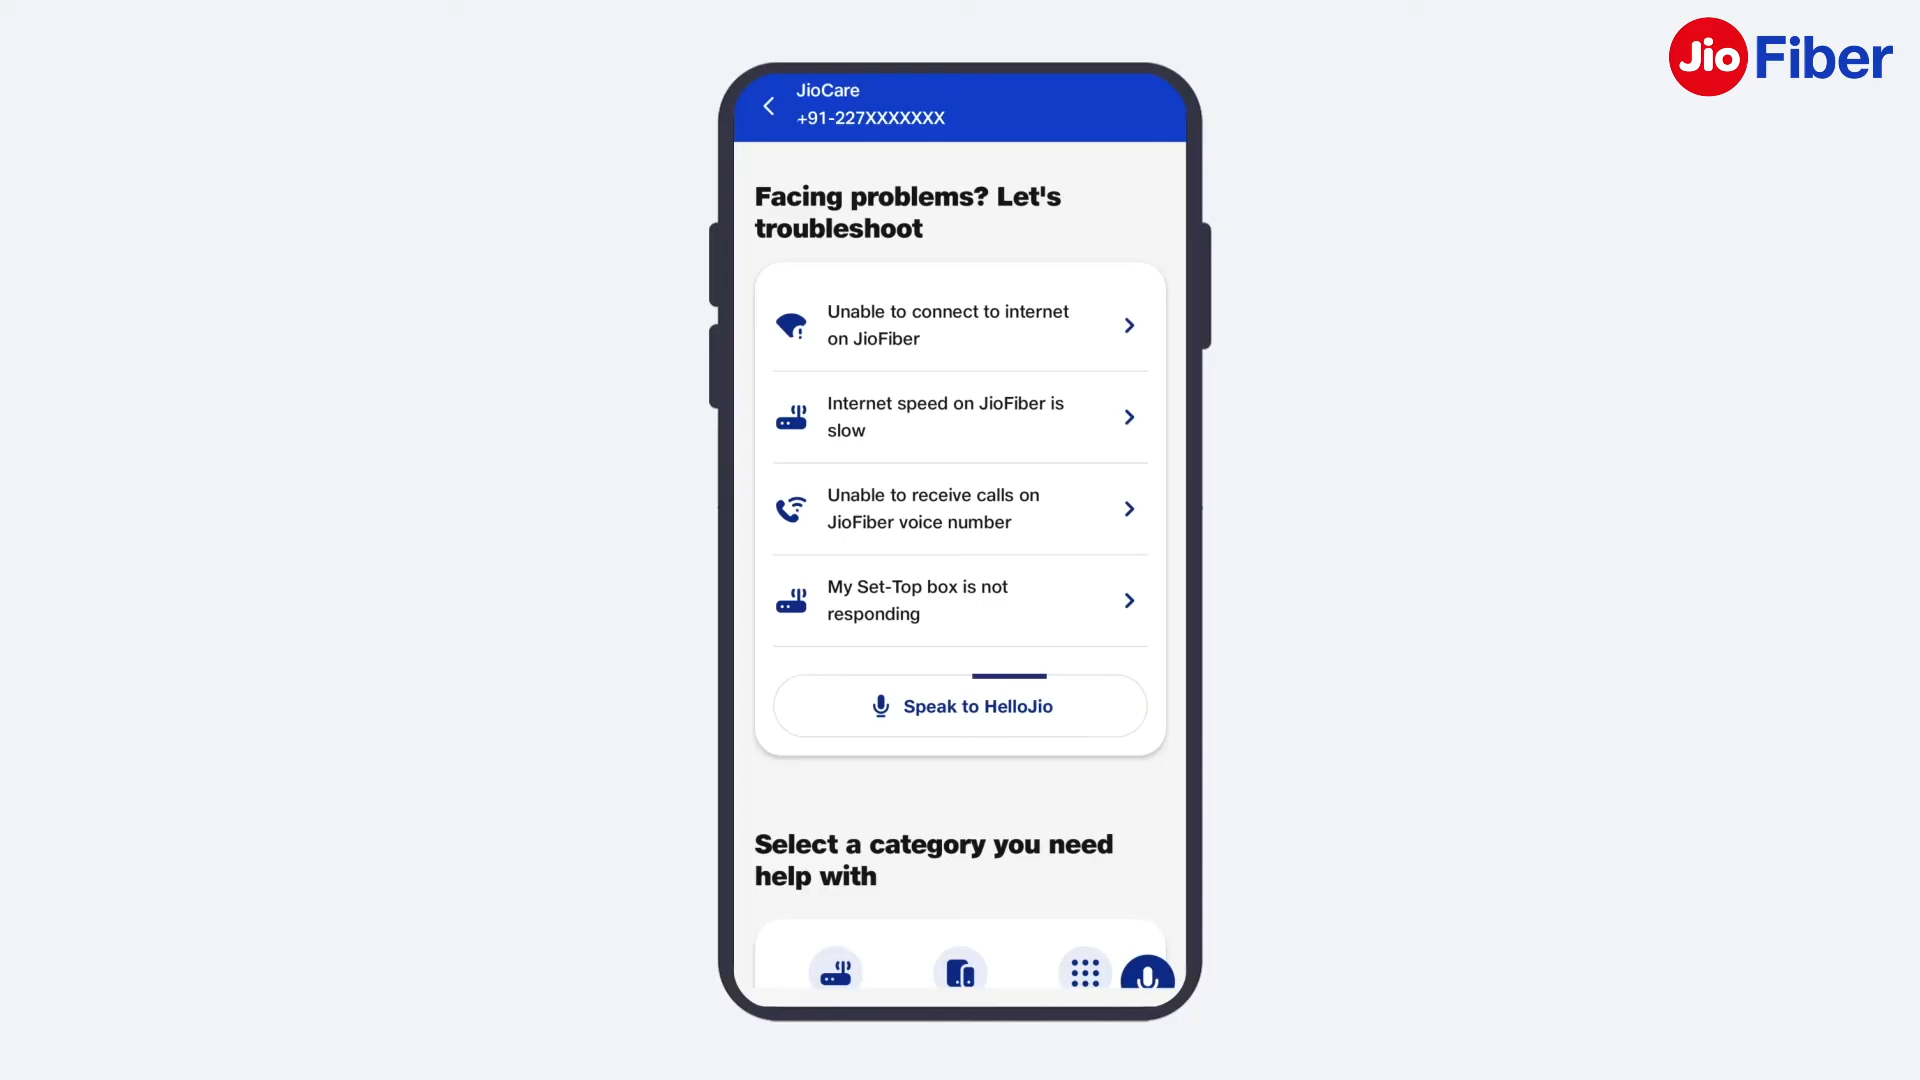 Jio Fiber
JioCare
+91-227XXXXXXX
Facing problems? Let's
troubleshoot
Unable to connect to internet
on JioFiber
Internet speed on JioFiber is
slow
Unable to receive calls on
JioFiber voice number
My Set-Top box is not
responding
Speak to HelloJio
Select a category you need
help with